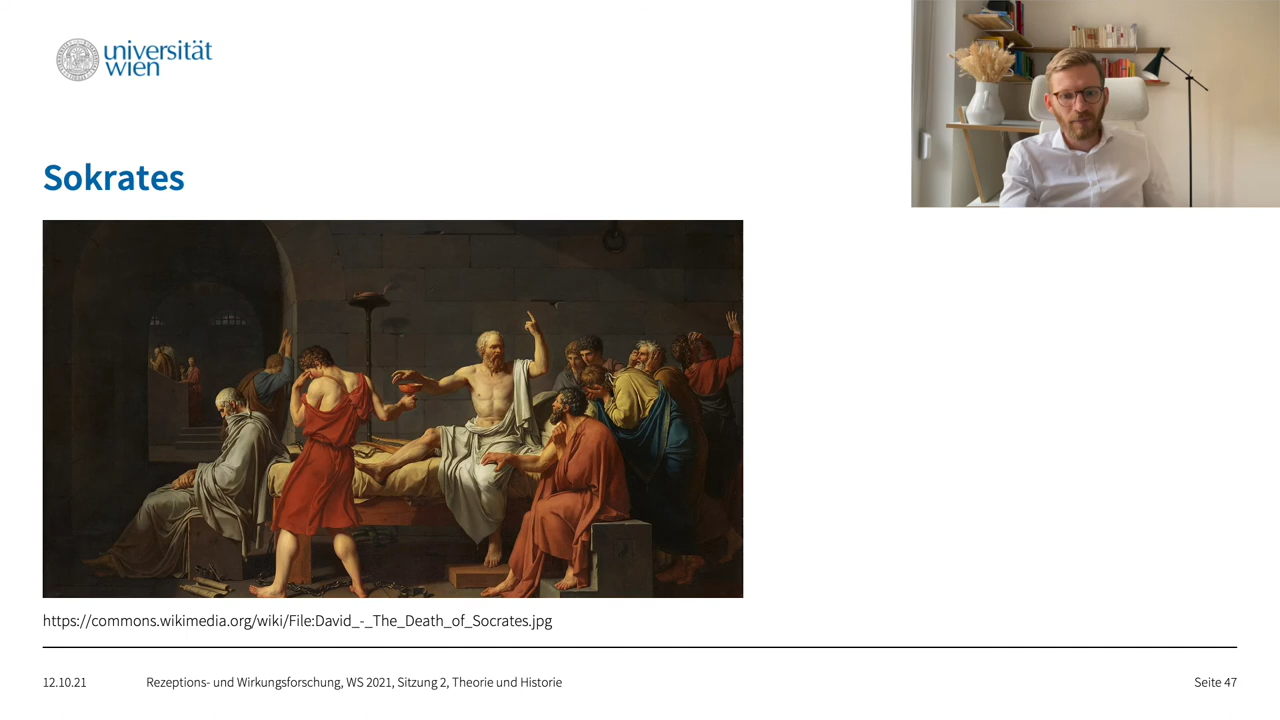 universität
wien
Sokrates
https://commons.wikimedia.org/wiki/File:David_-_The_Death_of_Socrates.jpg
12.10.21
Rezeptions- und Wirkungsforschung, WS 2021, Sitzung 2, Theorie und Historie
Seite 47